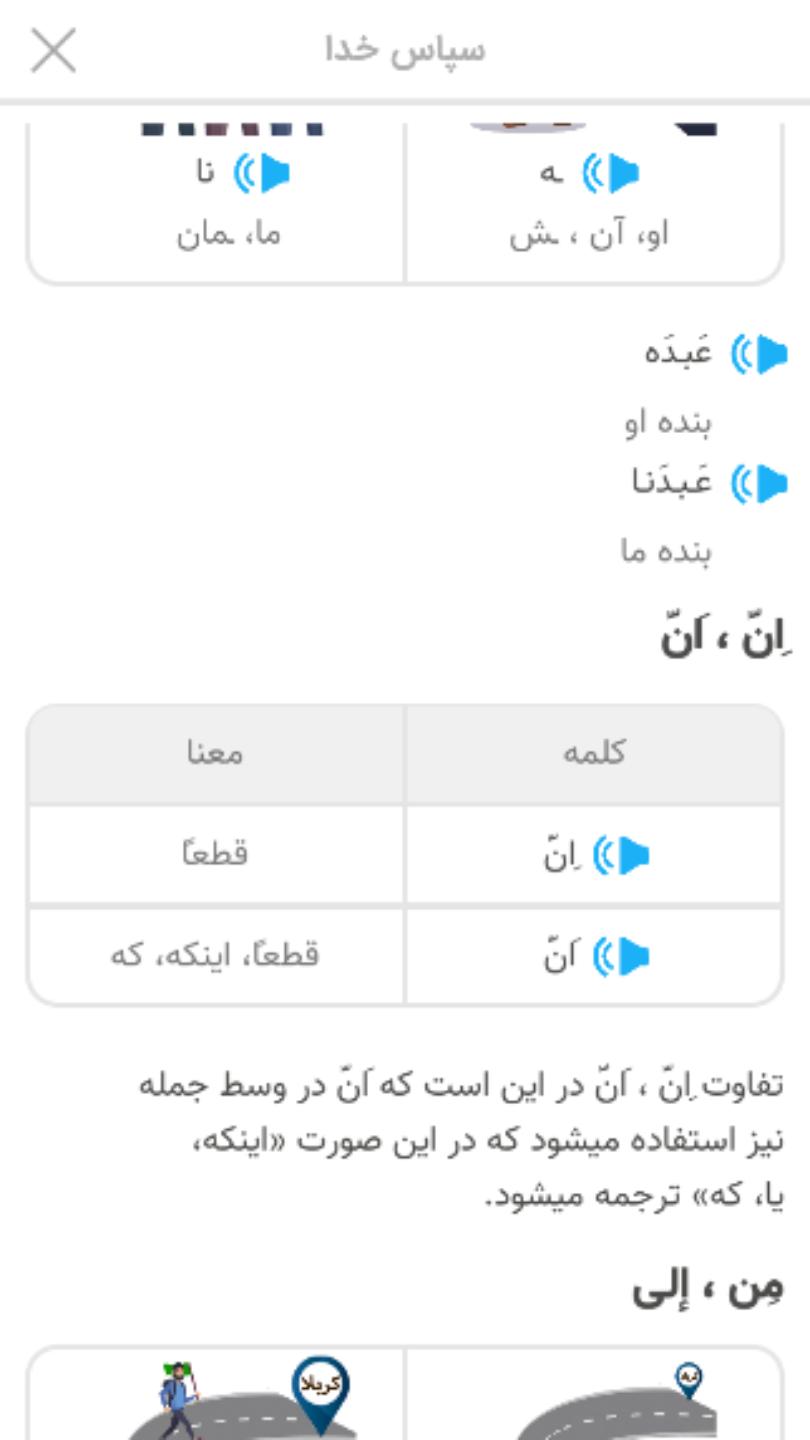 سپاس خدا
ـه
نا
او، آن ، ـش
ما، ـمان
عَبدَه
بنده او
عَبدَنا
بنده ما
اِنّ ، اَنّ
کلمه
معنا
اِنّ
قطعاً
اَنّ
قطعاً، اینکه، که
تفاوت اِنّ ، اَنّ در این است که اَنّ در وسط جمله
نیز استفاده میشود که در این صورت «اینکه،
یا، که» ترجمه میشود.
مِن ، إلی
کربلا